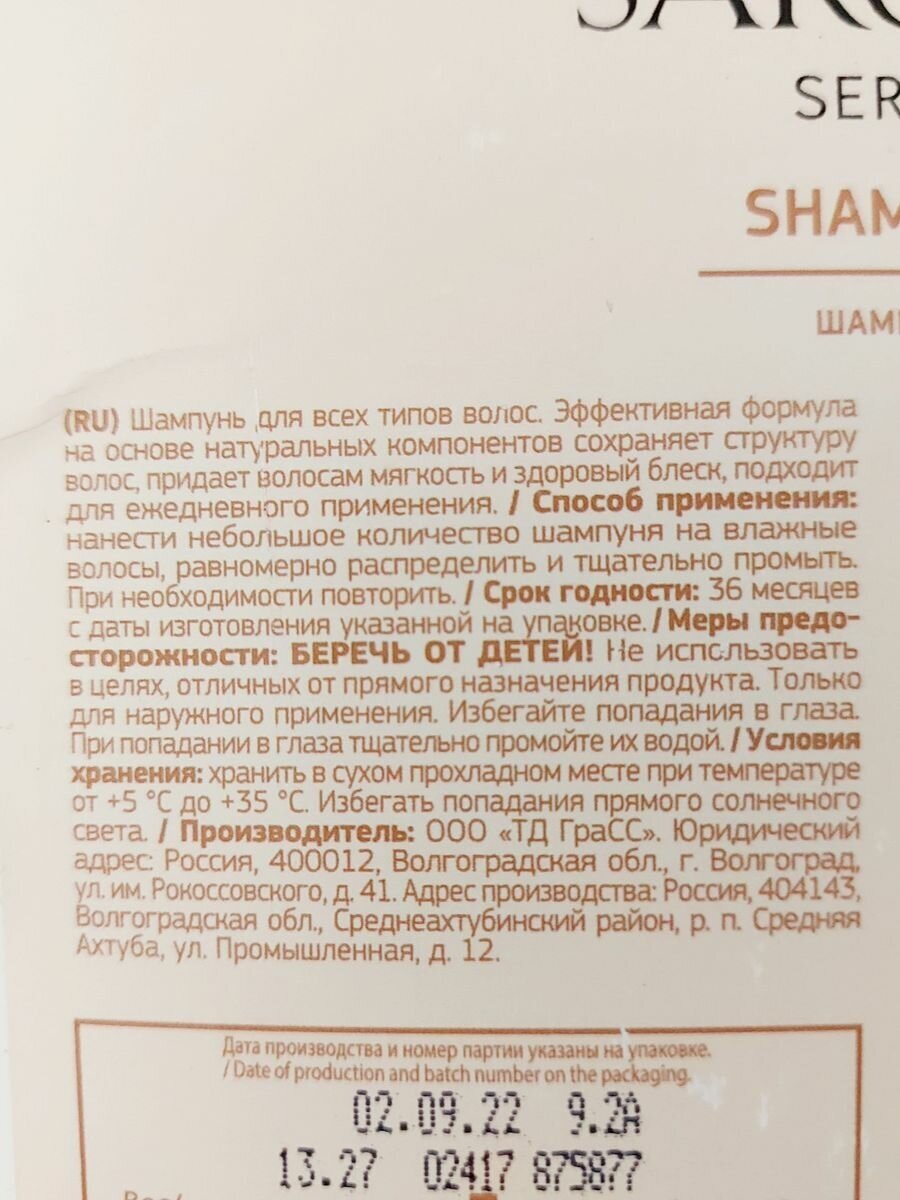 SER
SHAM
ШАМ
(RU) Шампунь для всех типов волос. Эффективная формула
на основе натуральных компонентов сохраняет структуру
волос, придает волосам мягкость и здоровый блеск, подходит
для ежедневного применения. / Способ применения:
нанести небольшое количество шампуня на влажные
волосы, равномерно распределить и тщательно промыть.
При необходимости повторить. / Срок годности: 36 месяцев
с даты изготовления указанной на упаковке. / Меры предо-
сторожности: БЕРЕЧЬ ОТ ДЕТЕЙ! Не использовать
в целях, отличных от прямого назначения продукта. Только
для наружного применения. Избегайте попадания в глаза.
При попадании в глаза тщательно промойте их водой. / Условия
хранения: хранить в сухом прохладном месте при температуре
от +5 °С до +35 °С. Избегать попадания прямого солнечного
света. / Производитель: ООО «ТД ГраСС». Юридический
адрес: Россия, 400012, Волгоградская обл., г. Волгоград,
ул. им. Рокоссовского, д. 41. Адрес производства: Россия, 404143,
Волгоградская обл., Среднеахтубинский район, р. п. Средняя
Ахтуба, ул. Промышленная, д. 12.
Дата производства и номер партии указаны на упаковке.
/ Date of production and batch number on the packaging.
02.09.22 9.2A
13.27 02417 875877